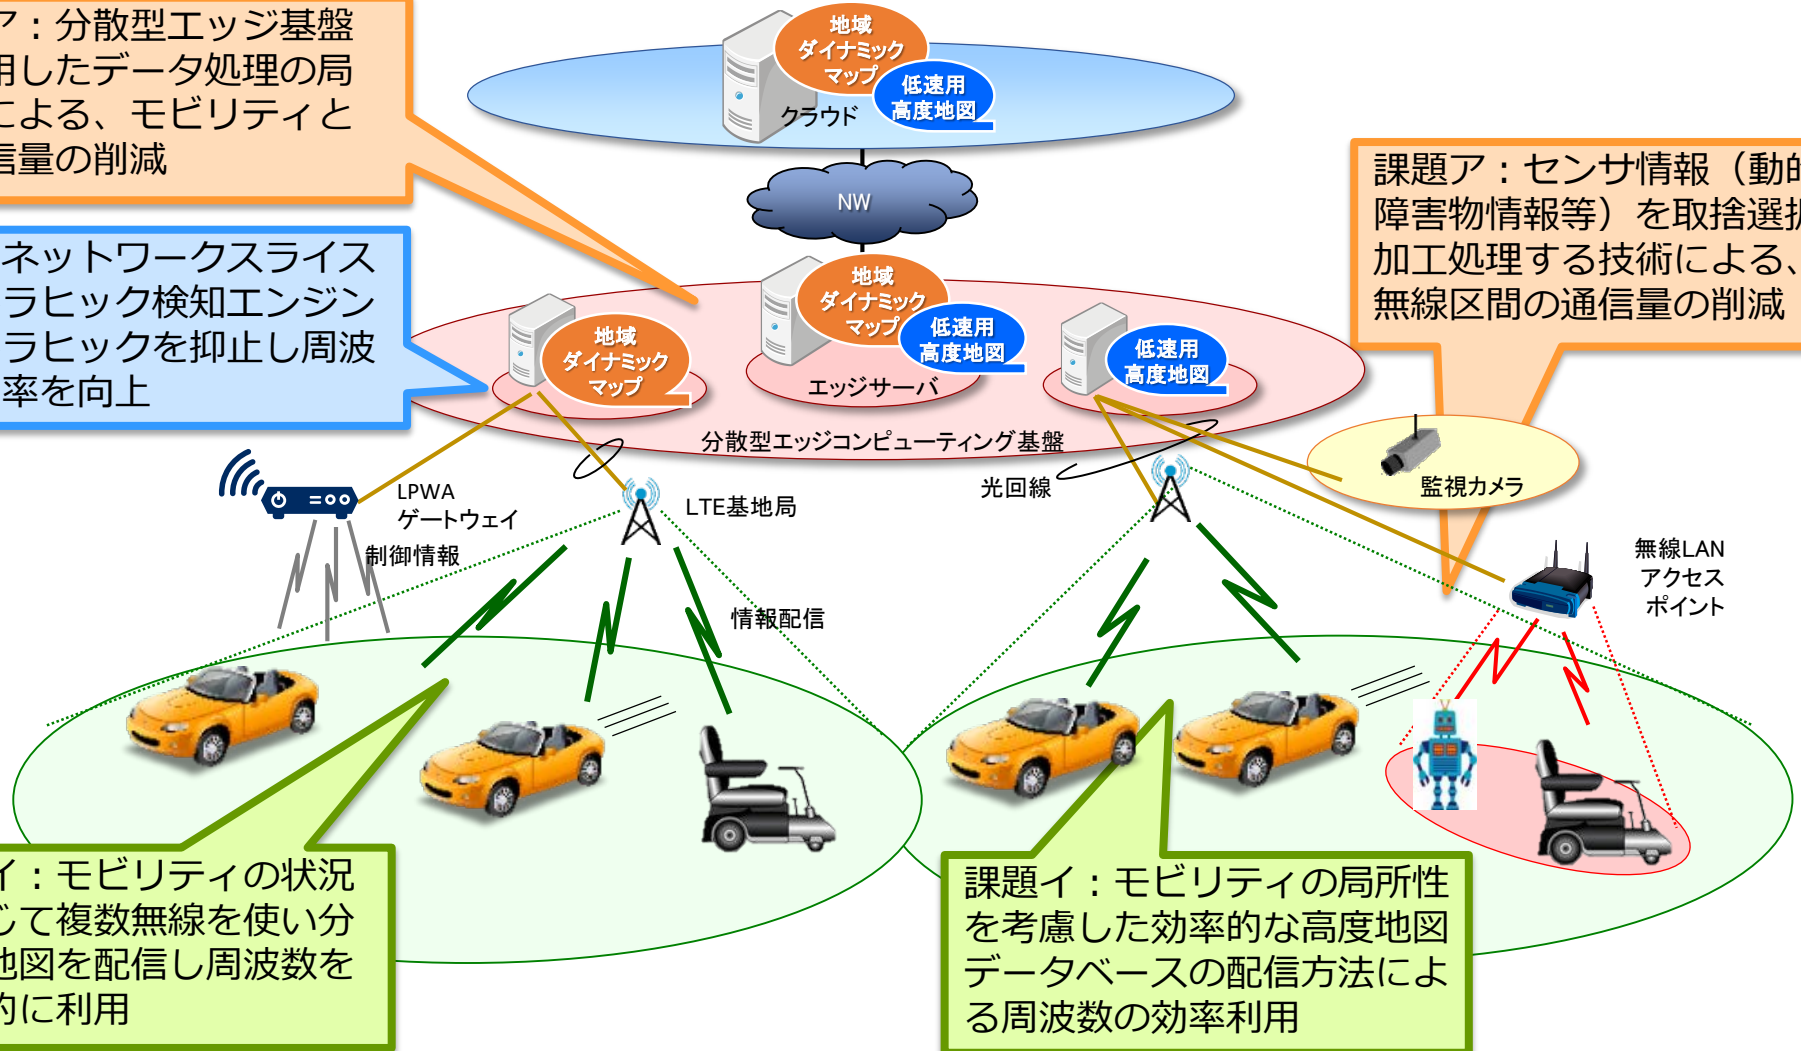 ア：分散型エッジ基盤
用したデータ処理の局
による、モビリティと
信量の削減
地域
ダイナミック
マップ
低速用
高度地図
クラウド
NW
課題ア：センサ情報（動的
障害物情報等）を取捨選択
加工処理する技術による、
無線区間の通信量の削減
ネットワークスライス
ラヒック検知エンジン
ラヒックを抑止し周波
率を向上
地域
ダイナミック
マップ
地域
ダイナミック
マップ
低速用
高度地図
低速用
高度地図
エッジサーバ
分散型エッジコンピューティング基盤
監視カメラ
LPWA
ゲートウェイ
LTE基地局
光回線
制御情報
無線LAN
アクセス
ポイント
情報配信
イ：モビリティの状況
じて複数無線を使い分
地図を配信し周波数を
的に利用
課題イ：モビリティの局所性
を考慮した効率的な高度地図
データベースの配信方法によ
る周波数の効率利用